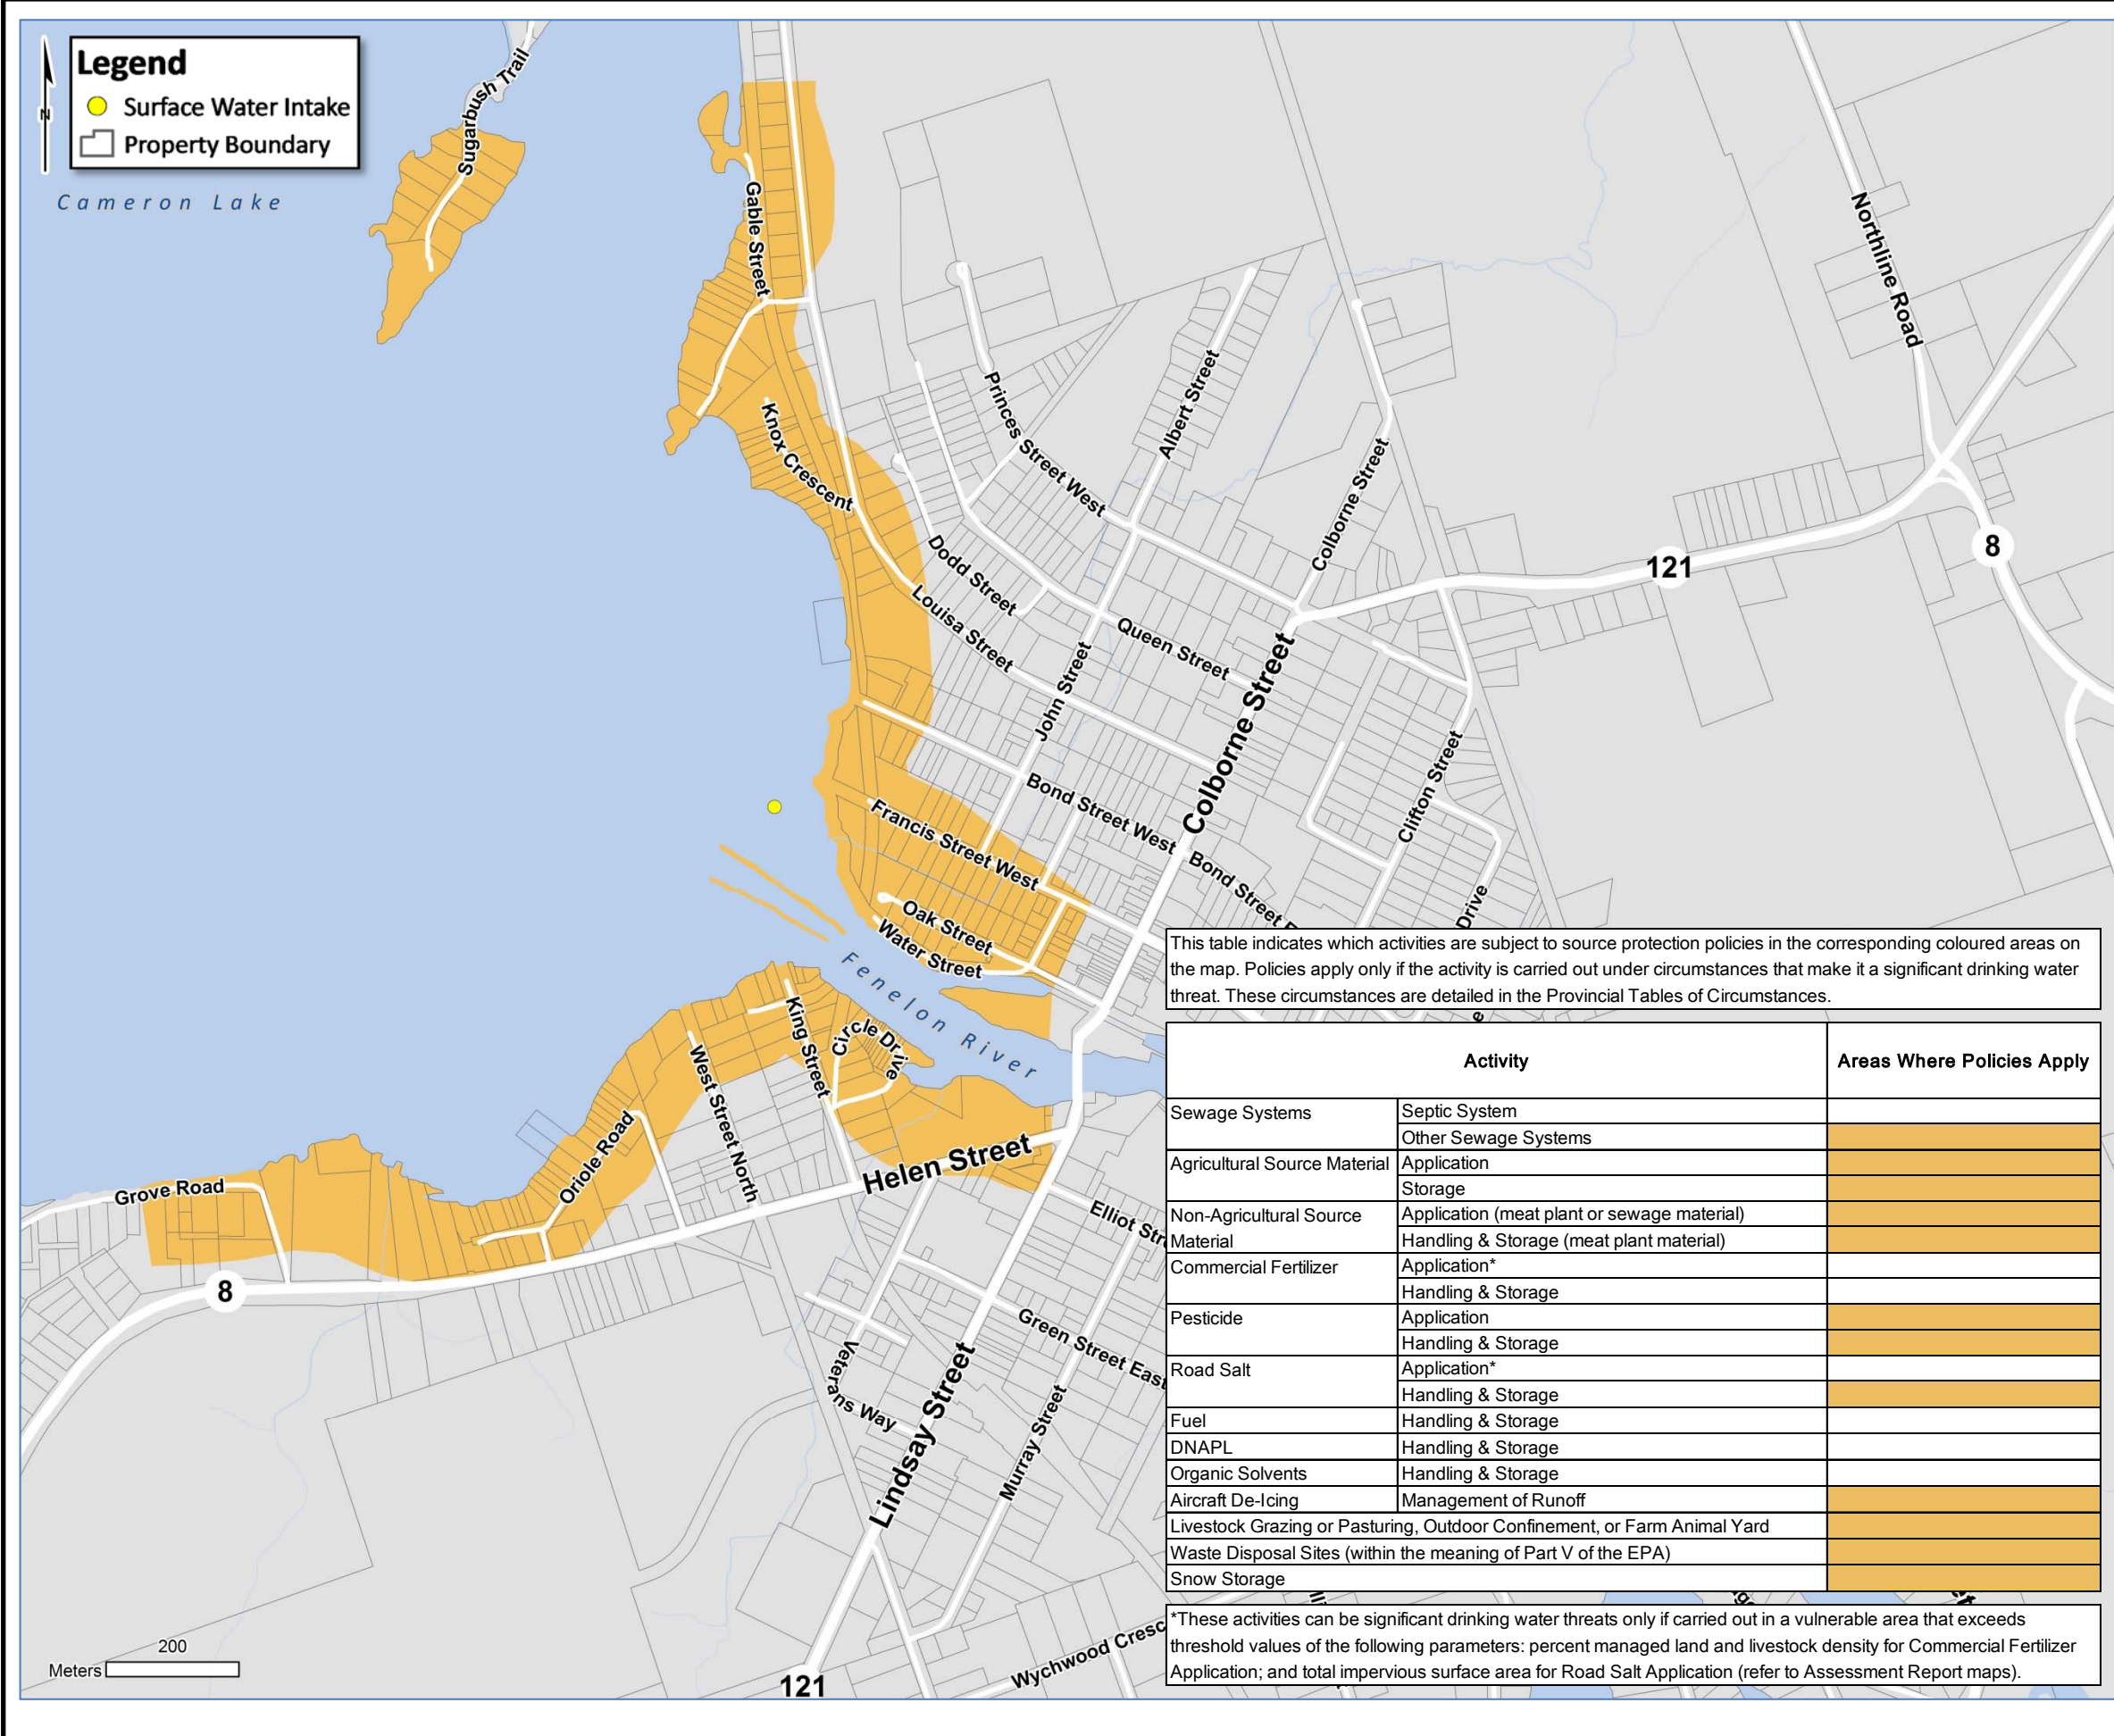 Legend
N
Surface Water Intake
Property Boundary
Cameron Lake
Sugarbush Trail
Gable Street
Knox Crescent
Princes Street West
Albert Street
Colborne Street
Northline Road
121
8
Dodd Street
Louisa Street
Queen Street
John Street
Colborne Street
Clifton Street
Bond Street West
Bond Street
Drive
Francis Street West
Oak Street
Water Street
Fenelon River
King Street
Circle Drive
West Street North
Oriole Road
Grove Road
Helen Street
8
Elliot Str
Green Street East
Veterans Way
Lindsay Street
Murray Street
Wychwood Cresc
121
200
Meters
This table indicates which activities are subject to source protection policies in the corresponding coloured areas on
the map. Policies apply only if the activity is carried out under circumstances that make it a significant drinking water
threat. These circumstances are detailed in the Provincial Tables of Circumstances.
Activity Areas Where Policies Apply
Sewage Systems Septic System
Other Sewage Systems
Agricultural Source Material Application
Storage
Non-Agricultural Source Application (meat plant or sewage material)
Material Handling & Storage (meat plant material)
Commercial Fertilizer Application*
Handling & Storage
Pesticide Application
Handling & Storage
Road Salt Application*
Handling & Storage
Fuel Handling & Storage
DNAPL Handling & Storage
Organic Solvents Handling & Storage
Aircraft De-Icing Management of Runoff
Livestock Grazing or Pasturing, Outdoor Confinement, or Farm Animal Yard
Waste Disposal Sites (within the meaning of Part V of the EPA)
Snow Storage
*These activities can be significant drinking water threats only if carried out in a vulnerable area that exceeds
threshold values of the following parameters: percent managed land and livestock density for Commercial Fertilizer
Application; and total impervious surface area for Road Salt Application (refer to Assessment Report maps).